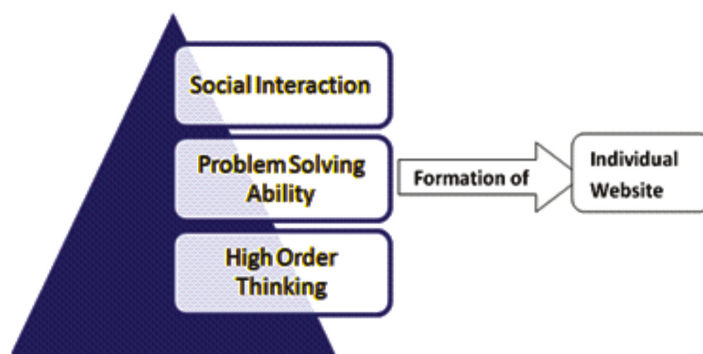 Social Interaction
Problem Solving
Ability
High Order
Thinking
Formation of
Individual
Website